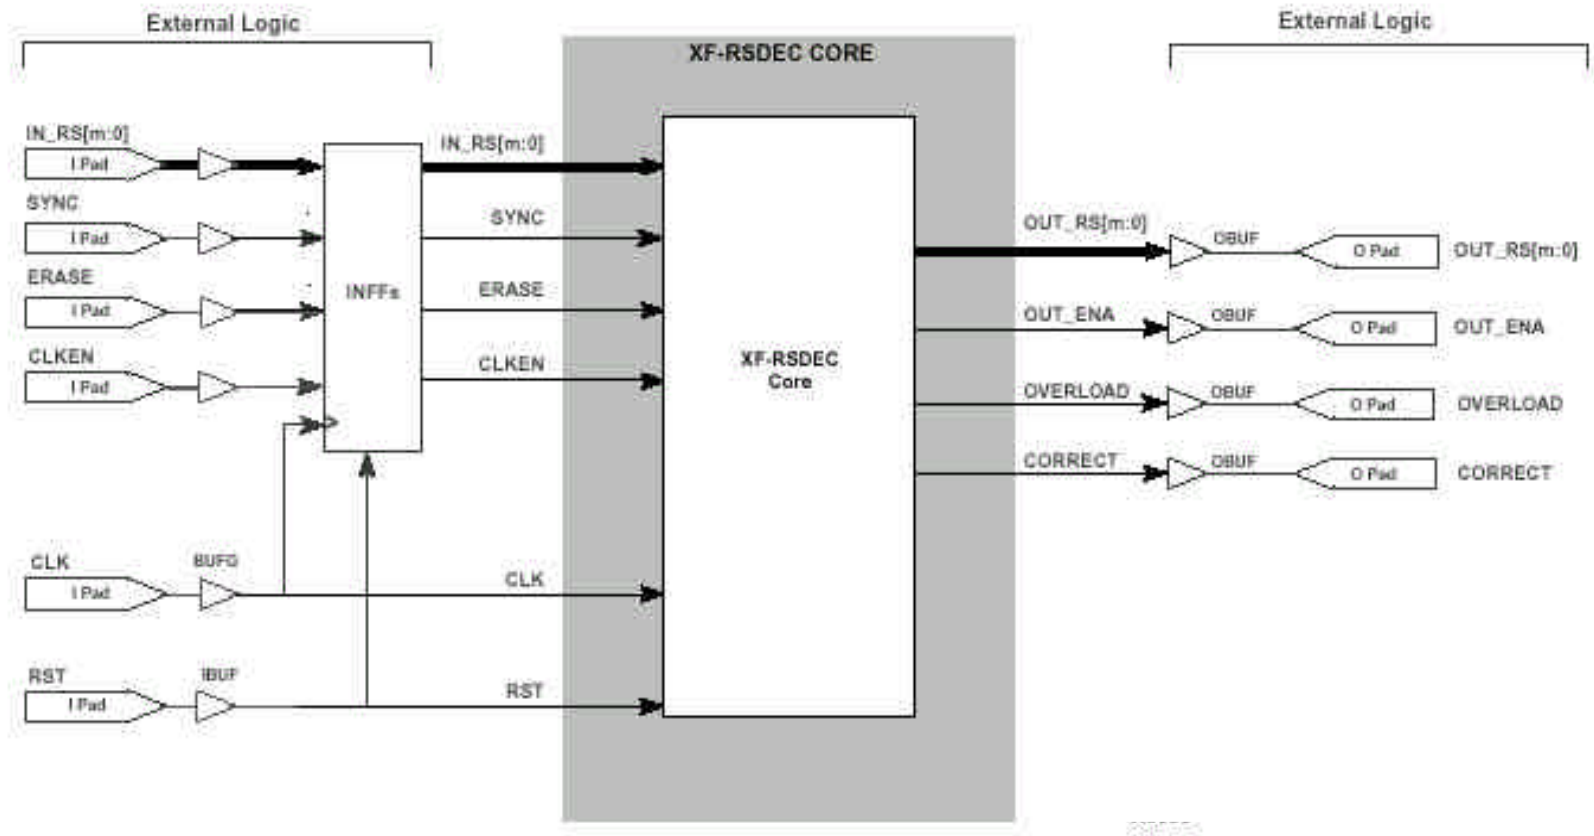 External Logic
External Logic
XF-RSDEC CORE
IN_RS[m:0]
I Pad
IN_RS[m:0]
SYNC
I Pad
SYNC
ERASE
I Pad
INFFs
ERASE
CLKEN
I Pad
CLKEN
XF-RSDEC
Core
OUT_RS[m:0]
OBUF
O Pad
OUT_RS[m:0]
OUT_ENA
OBUF
O Pad
OUT_ENA
OVERLOAD
OBUF
O Pad
OVERLOAD
CORRECT
OBUF
O Pad
CORRECT
CLK
I Pad
BUFG
CLK
RST
I Pad
IBUF
RST